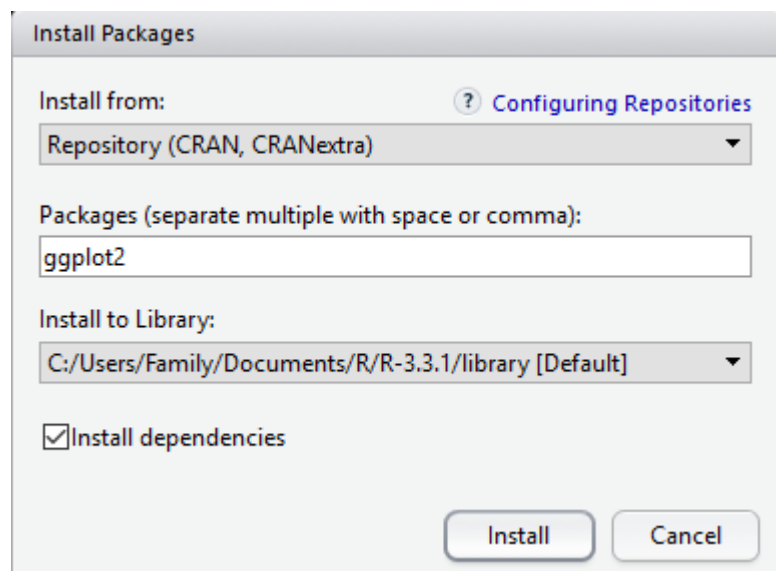 Install Packages
Install from:
? Configuring Repositories
Repository (CRAN, CRANextra)
Packages (separate multiple with space or comma):
ggplot2
Install to Library:
C:/Users/Family/Documents/R/R-3.3.1/library [Default]
Install dependencies
Install
Cancel